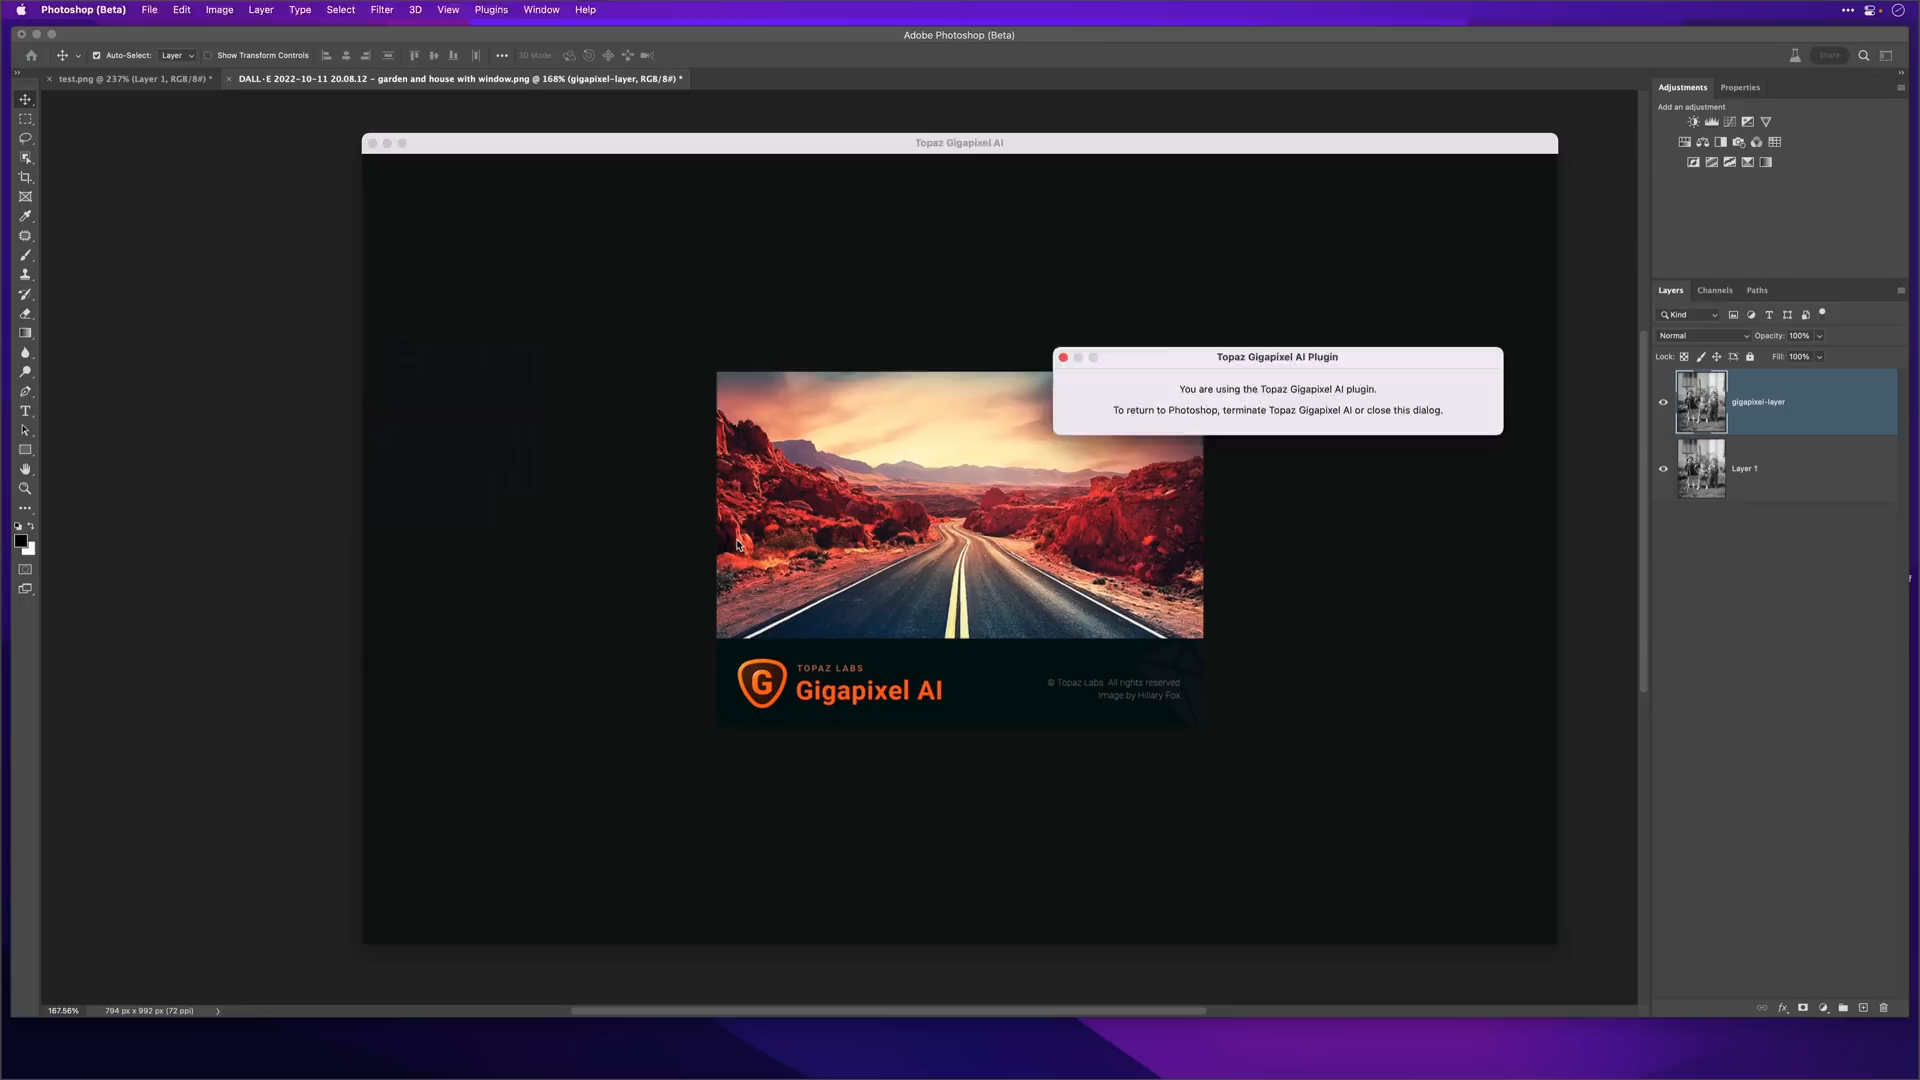 Photoshop (Beta) File Edit Image Layer Type Select Filter 3D View Plugins Window Help
Adobe Photoshop (Beta)
Auto-Select: Layer Show Transform Controls 3D Mode: Share
test.png @ 237% (Layer 1, RGB/8#) * DALL·E 2022-10-11 20.08.12 – garden and house with window.png @ 168% (gigapixel-layer, RGB/8#) *
Adjustments Properties
Add an adjustment
Topaz Gigapixel AI
Layers Channels Paths
Kind
Normal Opacity: 100%
Lock: Fill: 100%
gigapixel-layer
Layer 1
Topaz Gigapixel AI Plugin
You are using the Topaz Gigapixel AI plugin.
To return to Photoshop, terminate Topaz Gigapixel AI or close this dialog.
G
TOPAZ LABS
Gigapixel AI
© Topaz Labs. All rights reserved
Image by Hillary Fox
167.56% 794 px x 992 px (72 ppi)
fx